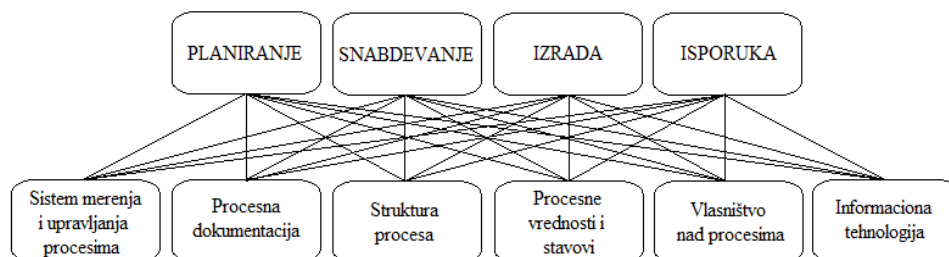 PLANIRANJE
SNABDEVANJE
IZRADA
ISPORUKA
Sistem merenja
i upravljanja
procesima
Procesna
dokumentacija
Struktura
procesa
Procesne
vrednosti i
stavovi
Vlasništvo
nad procesima
Informaciona
tehnologija